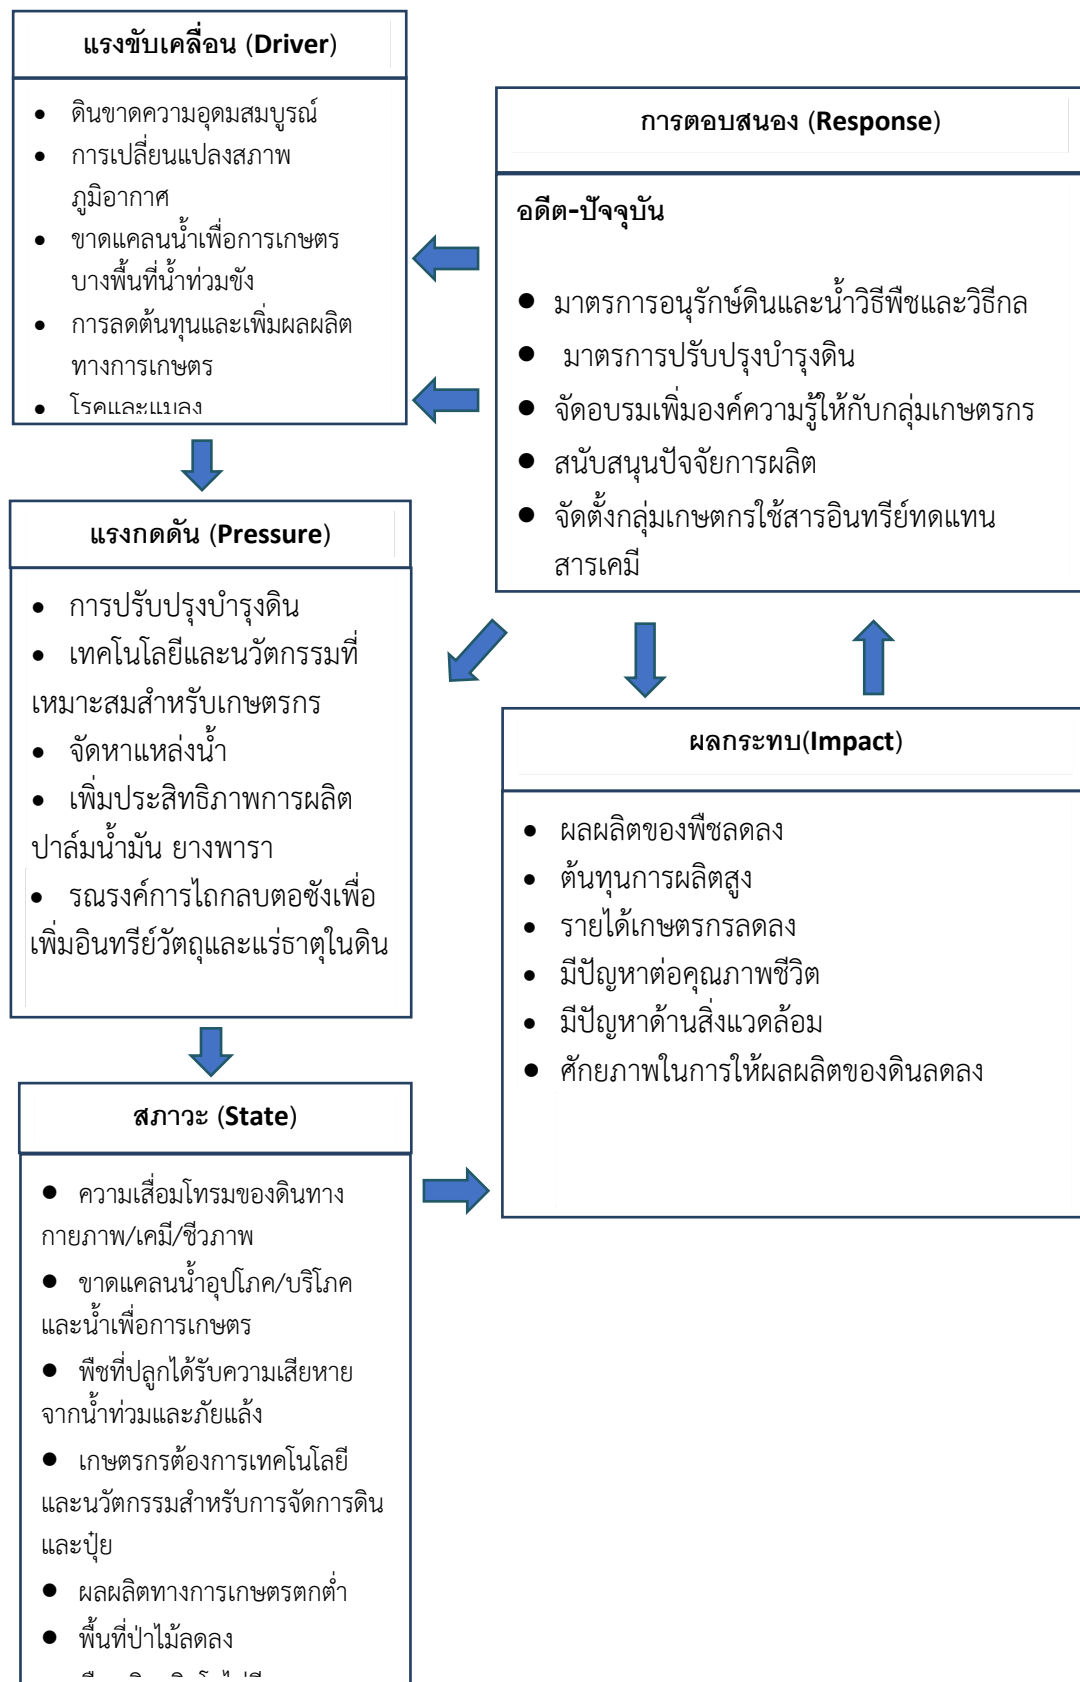 แรงขับเคลื่อน (Driver)
• ดินขาดความอุดมสมบูรณ์
• การเปลี่ยนแปลงสภาพ
ภูมิอากาศ
• ขาดแคลนน้ำเพื่อการเกษตร
บางพื้นที่น้ำท่วมขัง
• การลดต้นทุนและเพิ่มผลผลิต
ทางการเกษตร
• โรคและแมลง
แรงกดดัน (Pressure)
• การปรับปรุงบำรุงดิน
• เทคโนโลยีและนวัตกรรมที่
เหมาะสมสำหรับเกษตรกร
• จัดหาแหล่งน้ำ
• เพิ่มประสิทธิภาพการผลิต
ปาล์มน้ำมัน ยางพารา
• รณรงค์การไถกลบตอซังเพื่อ
เพิ่มอินทรีย์วัตถุและแร่ธาตุในดิน
สภาวะ (State)
• ความเสื่อมโทรมของดินทาง
กายภาพ/เคมี/ชีวภาพ
• ขาดแคลนน้ำอุปโภค/บริโภค
และน้ำเพื่อการเกษตร
• พืชที่ปลูกได้รับความเสียหาย
จากน้ำท่วมและภัยแล้ง
• เกษตรกรต้องการเทคโนโลยี
และนวัตกรรมสำหรับการจัดการดิน
และปุ๋ย
• ผลผลิตทางการเกษตรตกต่ำ
• พื้นที่ป่าไม้ลดลง
การตอบสนอง (Response)
อดีต-ปัจจุบัน
• มาตรการอนุรักษ์ดินและน้ำวิธีพืชและวิธีกล
• มาตรการปรับปรุงบำรุงดิน
• จัดอบรมเพิ่มองค์ความรู้ให้กับกลุ่มเกษตรกร
• สนับสนุนปัจจัยการผลิต
• จัดตั้งกลุ่มเกษตกรใช้สารอินทรีย์ทดแทน
สารเคมี
ผลกระทบ(Impact)
• ผลผลิตของพืชลดลง
• ต้นทุนการผลิตสูง
• รายได้เกษตรกรลดลง
• มีปัญหาต่อคุณภาพชีวิต
• มีปัญหาด้านสิ่งแวดล้อม
• ศักยภาพในการให้ผลผลิตของดินลดลง